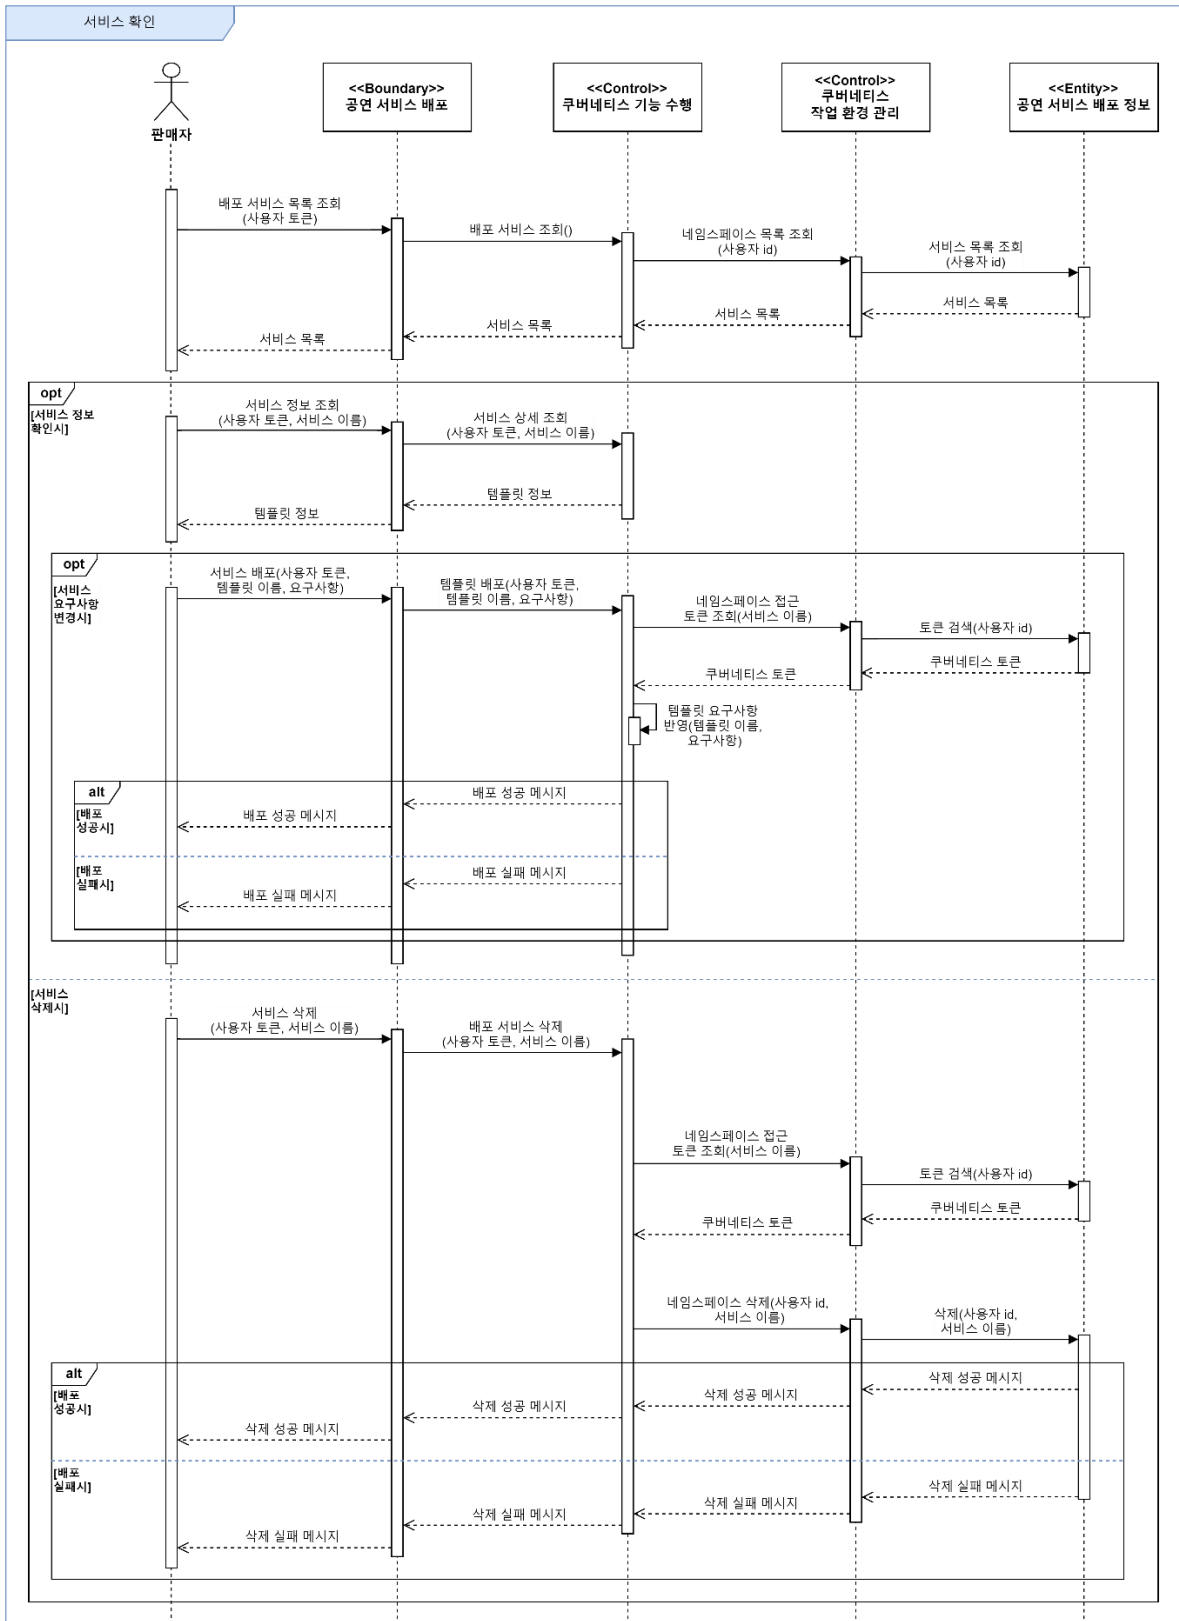 서비스 확인
판매자
<<Boundary>>
공연 서비스 배포
<<Control>>
쿠버네티스 기능 수행
<<Control>>
쿠버네티스
작업 환경 관리
<<Entity>>
공연 서비스 배포 정보
배포 서비스 목록 조회
(사용자 토큰)
배포 서비스 조회()
네임스페이스 목록 조회
(사용자 id)
서비스 목록 조회
(사용자 id)
서비스 목록
서비스 목록
서비스 목록
서비스 목록
opt
[서비스 정보
확인시]
서비스 정보 조회
(사용자 토큰, 서비스 이름)
서비스 상세 조회
(사용자 토큰, 서비스 이름)
템플릿 정보
템플릿 정보
opt
[서비스
요구사항
변경시]
서비스 배포(사용자 토큰,
템플릿 이름, 요구사항)
템플릿 배포(사용자 토큰,
템플릿 이름, 요구사항)
네임스페이스 접근
토큰 조회(서비스 이름)
토큰 검색(사용자 id)
쿠버네티스 토큰
쿠버네티스 토큰
템플릿 요구사항
반영(템플릿 이름,
요구사항)
alt
[배포
성공시]
배포 성공 메시지
배포 성공 메시지
[배포
실패시]
배포 실패 메시지
배포 실패 메시지
[서비스
삭제시]
서비스 삭제
(사용자 토큰, 서비스 이름)
배포 서비스 삭제
(사용자 토큰, 서비스 이름)
네임스페이스 접근
토큰 조회(서비스 이름)
토큰 검색(사용자 id)
쿠버네티스 토큰
쿠버네티스 토큰
네임스페이스 삭제(사용자 id,
서비스 이름)
삭제(사용자 id,
서비스 이름)
alt
[배포
성공시]
삭제 성공 메시지
삭제 성공 메시지
삭제 성공 메시지
삭제 성공 메시지
[배포
실패시]
삭제 실패 메시지
삭제 실패 메시지
삭제 실패 메시지
삭제 실패 메시지